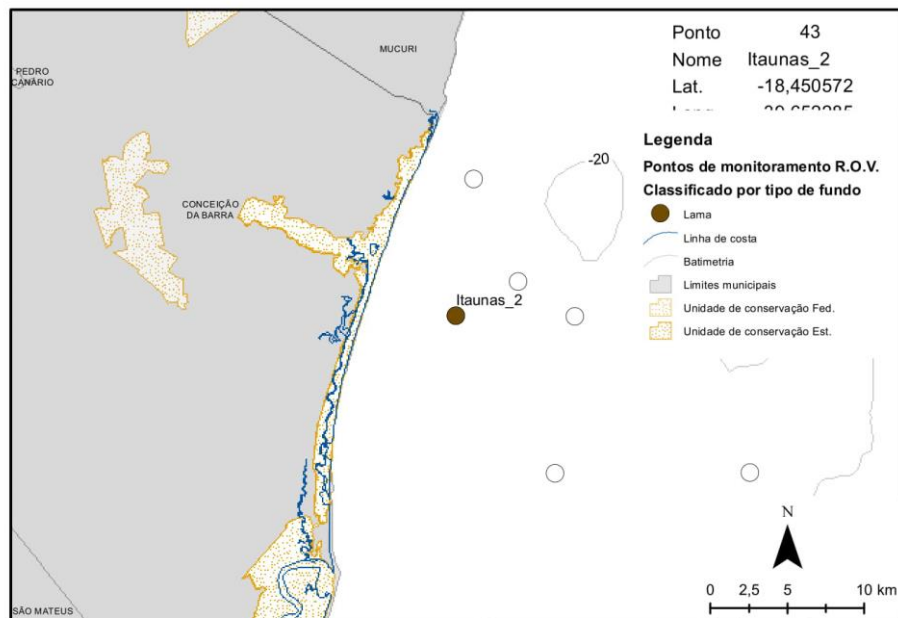 MUCURI
PEDRO
CANÁRIO
CONCEIÇÃO
DA BARRA
SÃO MATEUS
Itaunas_2
-20
Ponto 43
Nome Itaunas_2
Lat. -18,450572
Legenda
Pontos de monitoramento R.O.V.
Classificado por tipo de fundo
Lama
Linha de costa
Batimetria
Limites municipais
Unidade de conservação Fed.
Unidade de conservação Est.
N
0 2,5 5 10 km